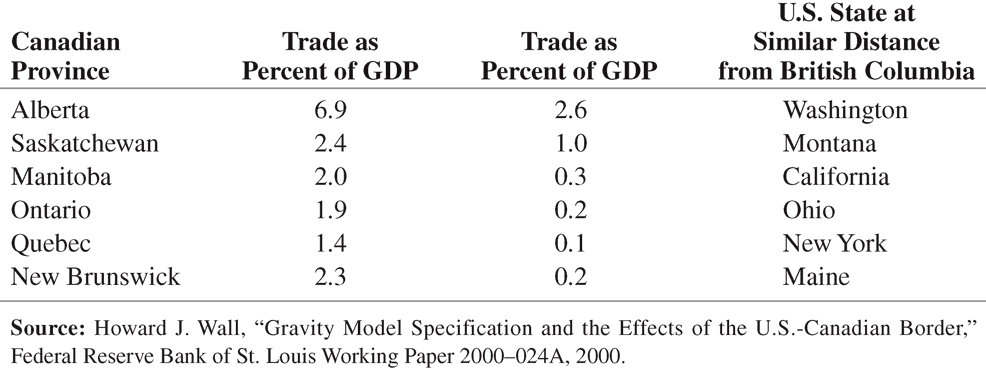 U.S. State at
Canadian Trade as Trade as Similar Distance
Province Percent of GDP Percent of GDP from British Columbia
Alberta 6.9 2.6 Washington
Saskatchewan 2.4 1.0 Montana
Manitoba 2.0 0.3 California
Ontario 1.9 0.2 Ohio
Quebec 1.4 0.1 New York
New Brunswick 2.3 0.2 Maine
Source: Howard J. Wall, “Gravity Model Specification and the Effects of the U.S.-Canadian Border,”
Federal Reserve Bank of St. Louis Working Paper 2000–024A, 2000.